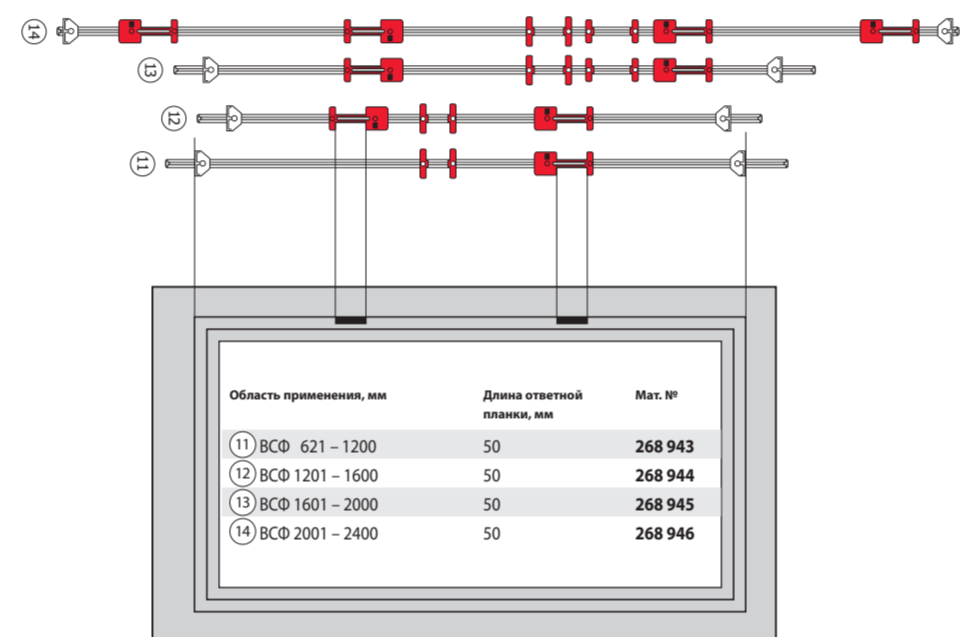 14
13
12
11
Область применения, мм Длина ответной планки, мм Мат. №
11 ВСФ 621 – 1200 50 268 943
12 ВСФ 1201 – 1600 50 268 944
13 ВСФ 1601 – 2000 50 268 945
14 ВСФ 2001 – 2400 50 268 946